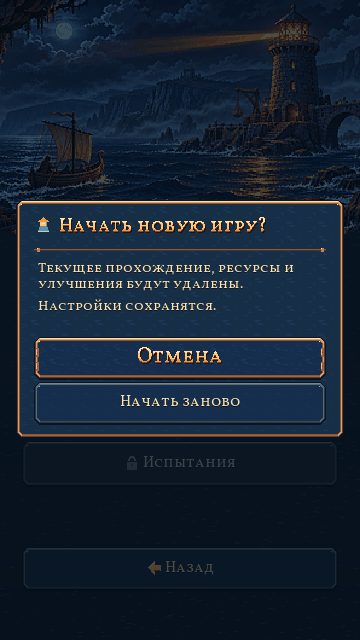 Начать новую игру?
Текущее прохождение, ресурсы и
улучшения будут удалены.
Настройки сохранятся.
Отмена
Начать заново
Испытания
Назад